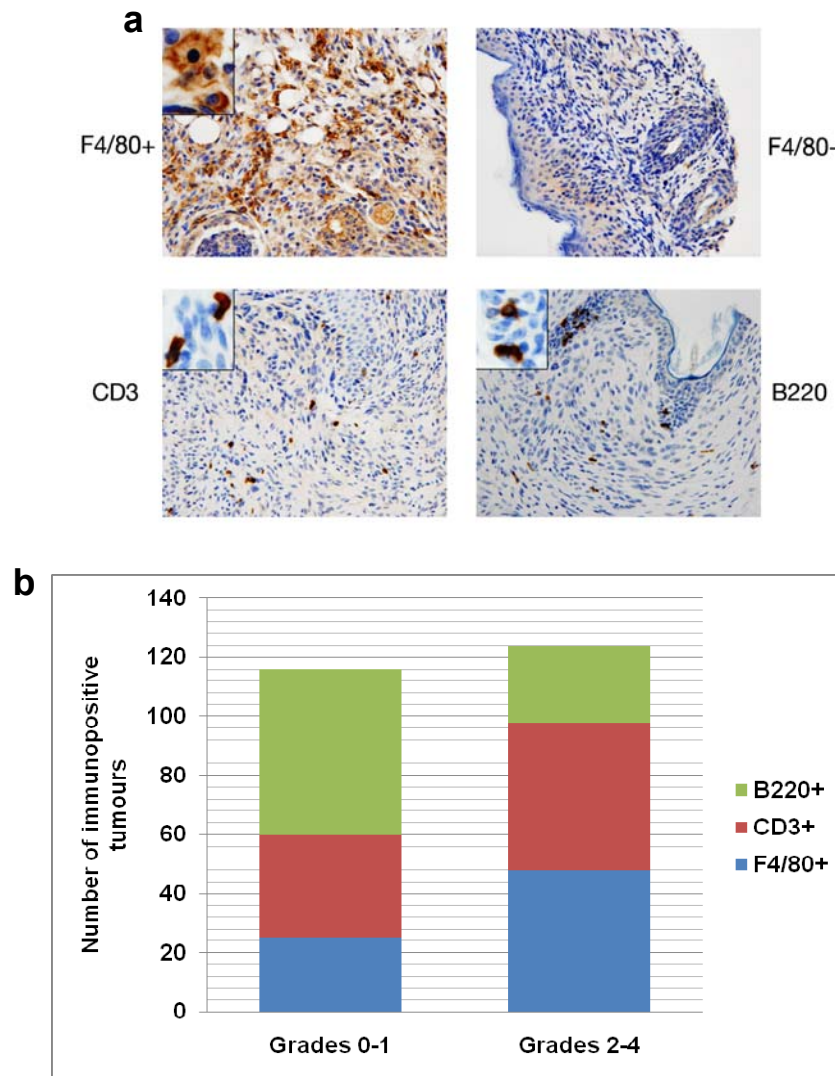 a
F4/80+
F4/80-
CD3
B220
b
140
120
100
80
60
40
20
0
Number of immunopositive
tumours
Grades 0-1
Grades 2-4
B220+
CD3+
F4/80+